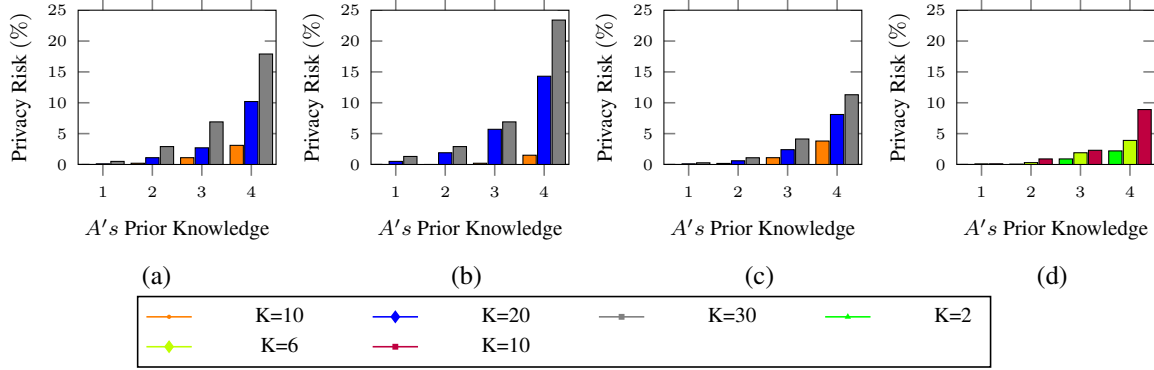 25
20
15
10
5
0
Privacy Risk (%)
1 2 3 4
A's Prior Knowledge
(a)
25
20
15
10
5
0
Privacy Risk (%)
1 2 3 4
A's Prior Knowledge
(b)
25
20
15
10
5
0
Privacy Risk (%)
1 2 3 4
A's Prior Knowledge
(c)
25
20
15
10
5
0
Privacy Risk (%)
1 2 3 4
A's Prior Knowledge
(d)
K=10 K=20 K=30 K=2
K=6 K=10